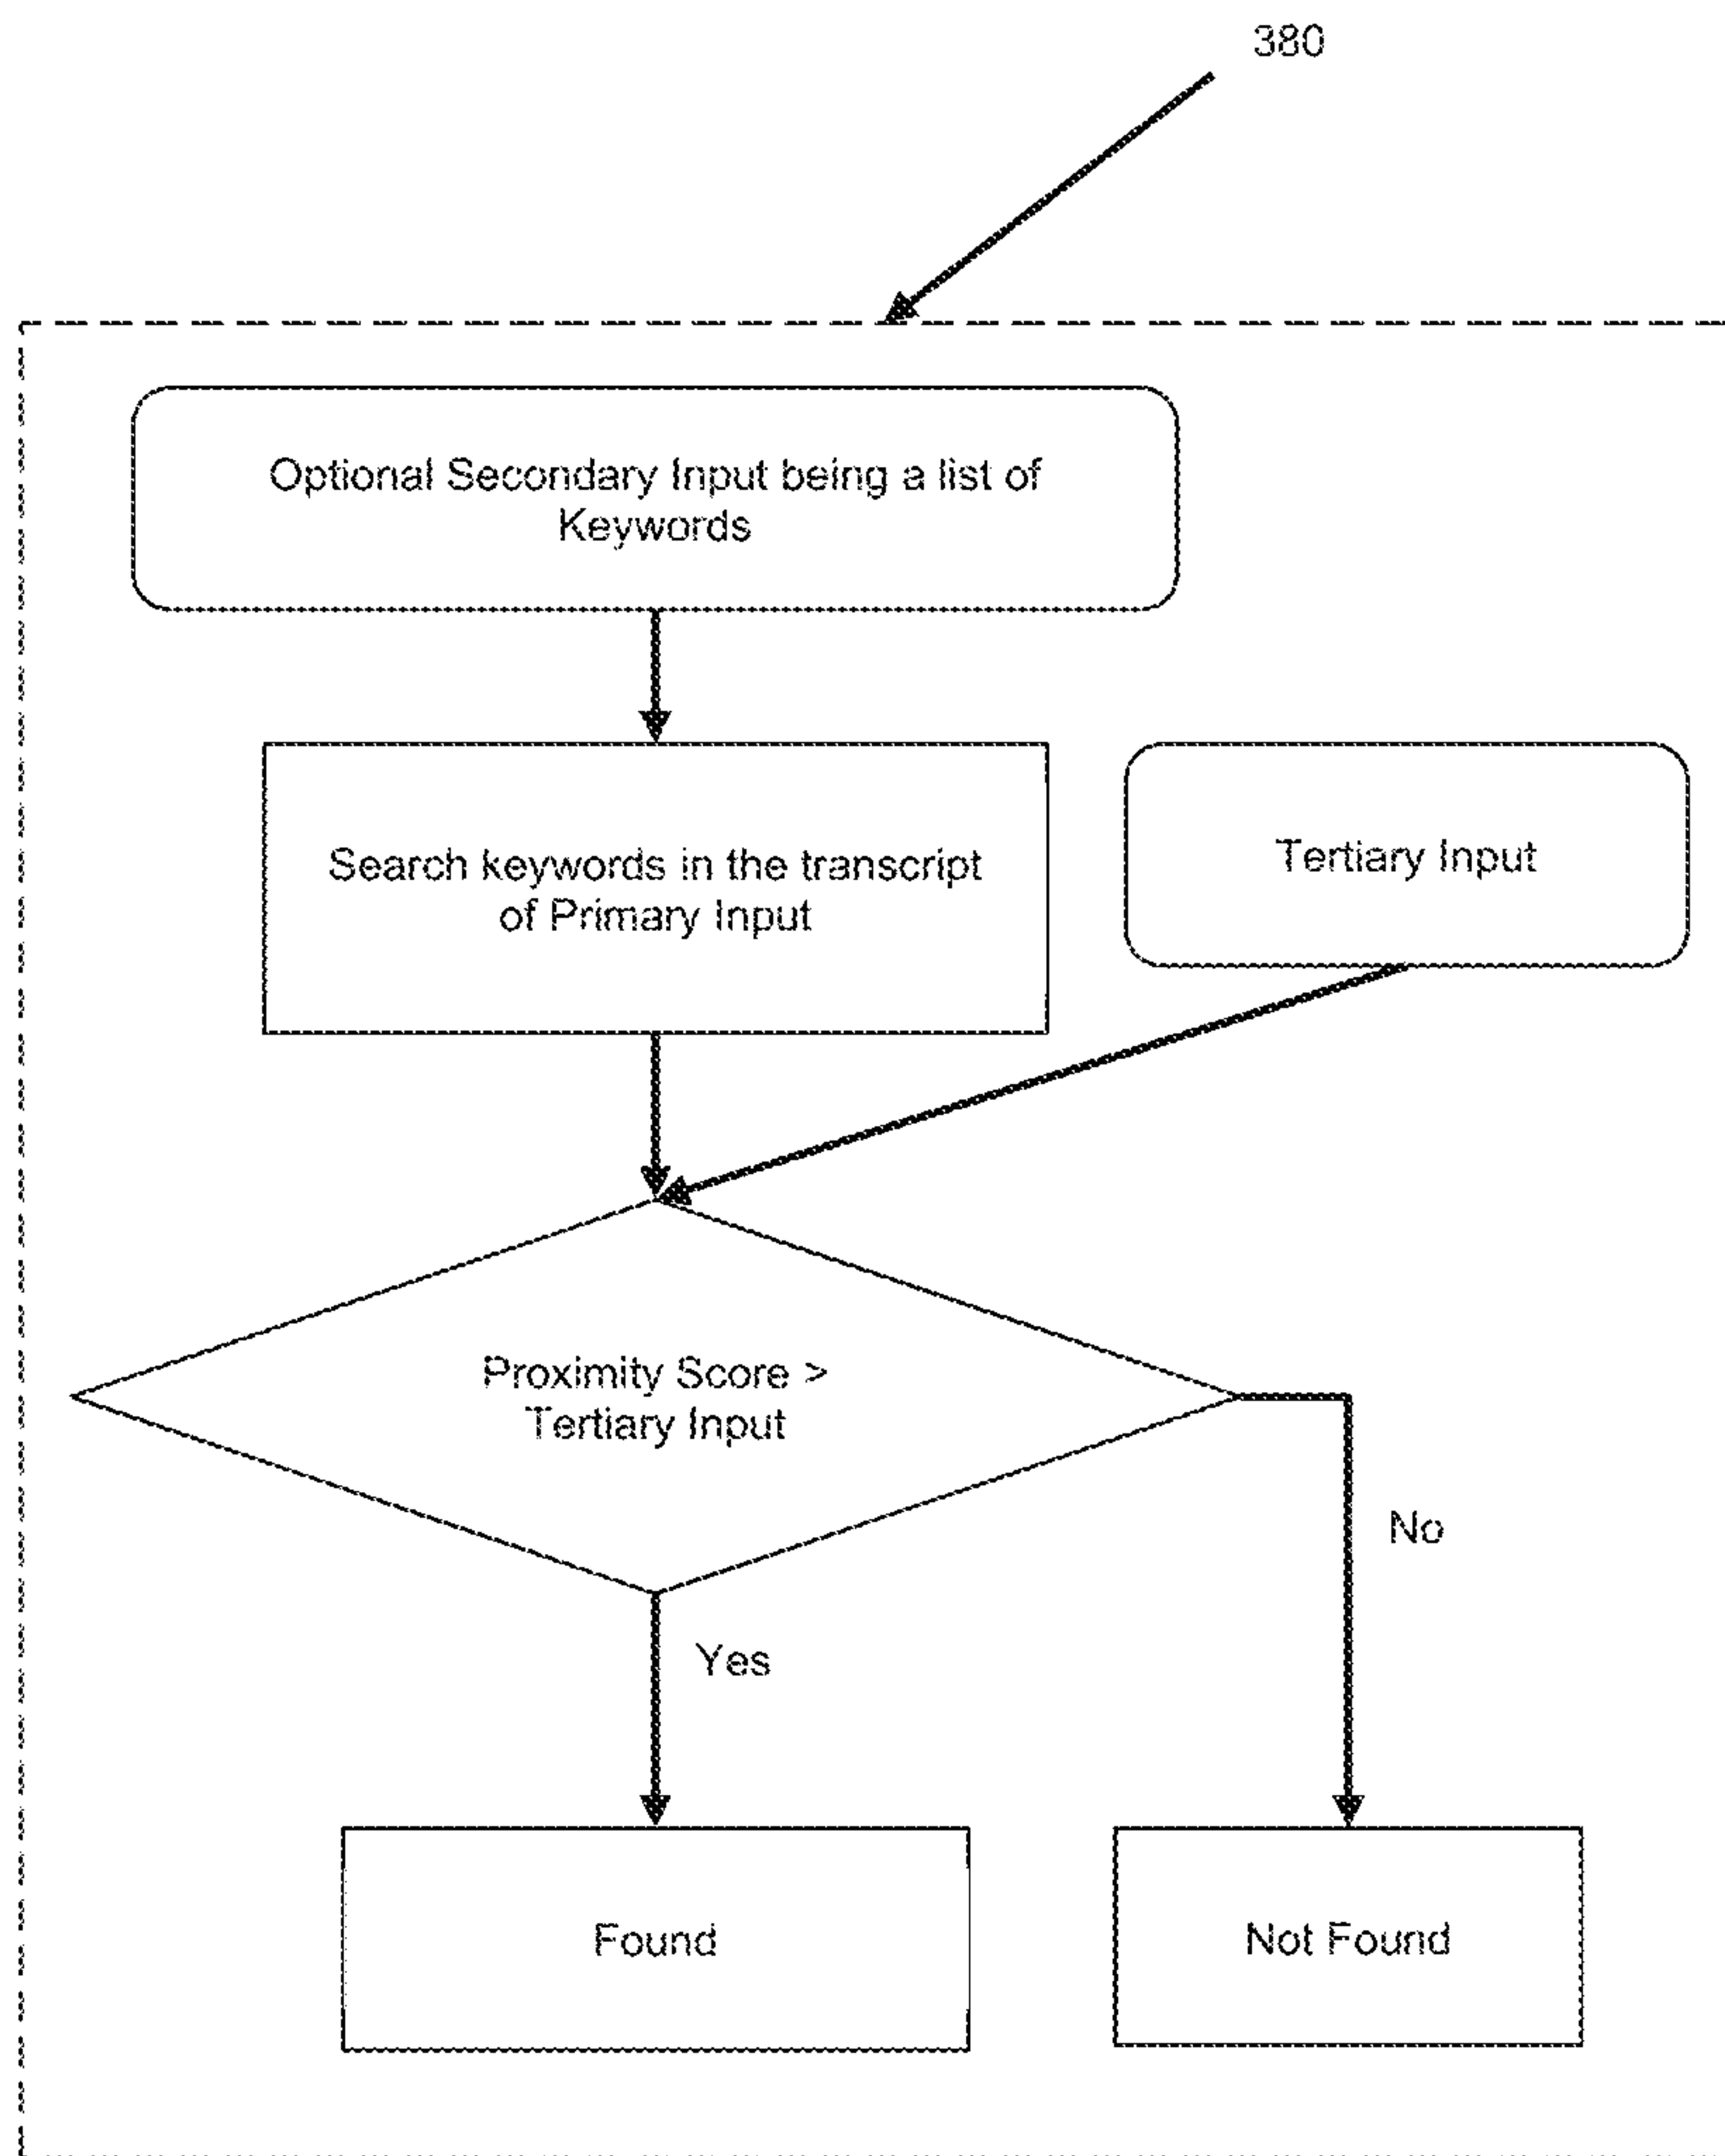 380
Optional Secondary Input being a list of
Keywords
Search keywords in the transcript
of Primary Input
Tertiary Input
Proximity Score >
Tertiary Input
No
Yes
Found
Not Found